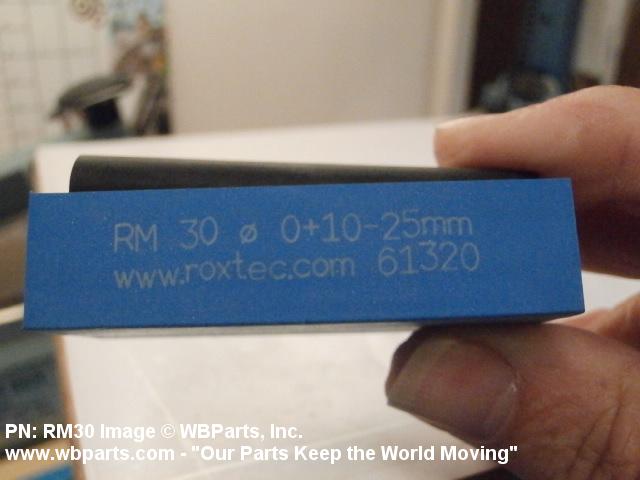 RM 30 ø 0+10-25mm
www.roxtec.com 61320
PN: RM30 Image © WBParts, Inc.
www.wbparts.com - "Our Parts Keep the World Moving"